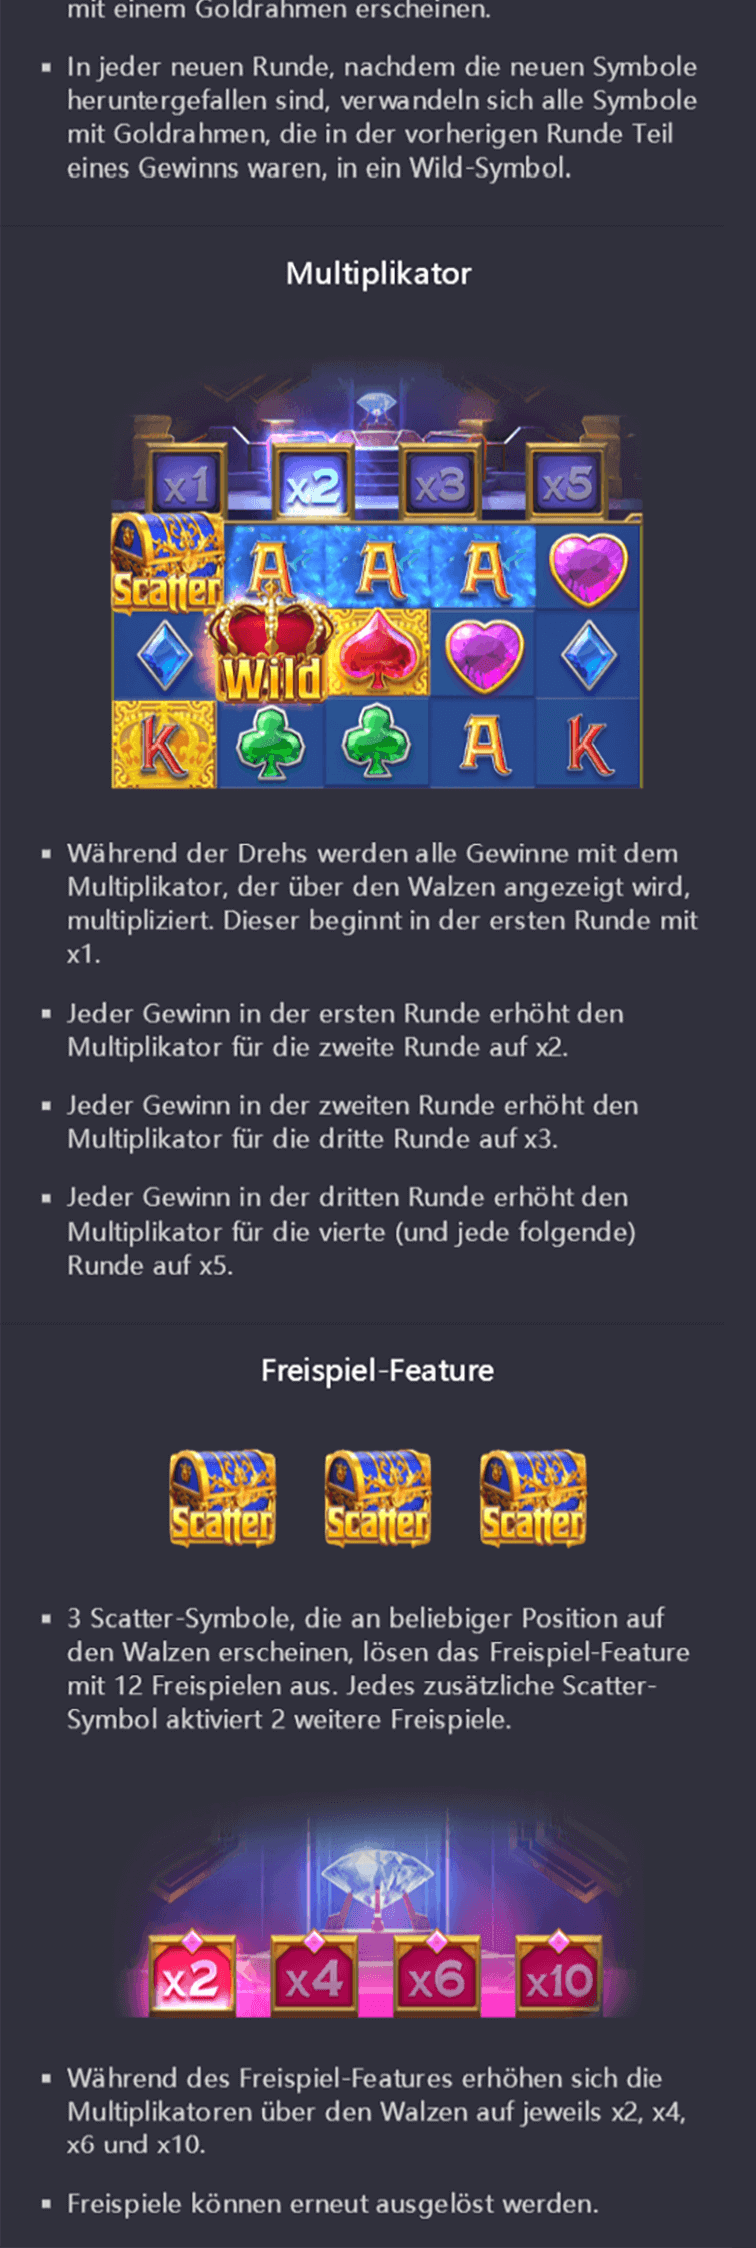 mit einem Goldrahmen erscheinen.
▪ In jeder neuen Runde, nachdem die neuen Symbole
heruntergefallen sind, verwandeln sich alle Symbole
mit Goldrahmen, die in der vorherigen Runde Teil
eines Gewinns waren, in ein Wild-Symbol.
Multiplikator
x1 x2 x3 x5
Scatter A A A
Wild
K A K
▪ Während der Drehs werden alle Gewinne mit dem
Multiplikator, der über den Walzen angezeigt wird,
multipliziert. Dieser beginnt in der ersten Runde mit
x1.
▪ Jeder Gewinn in der ersten Runde erhöht den
Multiplikator für die zweite Runde auf x2.
▪ Jeder Gewinn in der zweiten Runde erhöht den
Multiplikator für die dritte Runde auf x3.
▪ Jeder Gewinn in der dritten Runde erhöht den
Multiplikator für die vierte (und jede folgende)
Runde auf x5.
Freispiel-Feature
Scatter Scatter Scatter
▪ 3 Scatter-Symbole, die an beliebiger Position auf
den Walzen erscheinen, lösen das Freispiel-Feature
mit 12 Freispielen aus. Jedes zusätzliche Scatter-
Symbol aktiviert 2 weitere Freispiele.
x2 x4 x6 x10
▪ Während des Freispiel-Features erhöhen sich die
Multiplikatoren über den Walzen auf jeweils x2, x4,
x6 und x10.
▪ Freispiele können erneut ausgelöst werden.